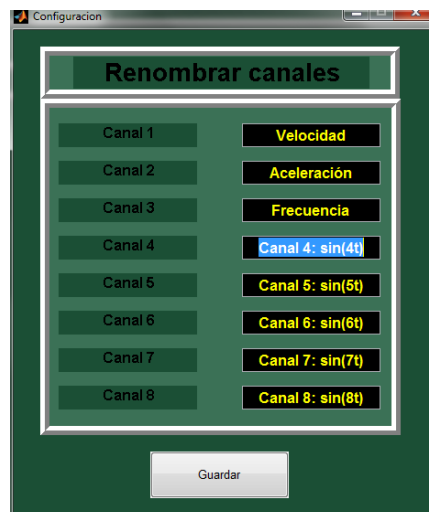 Configuracion
Renombrar canales
Canal 1 Velocidad
Canal 2 Aceleración
Canal 3 Frecuencia
Canal 4 Canal 4: sin(4t)
Canal 5 Canal 5: sin(5t)
Canal 6 Canal 6: sin(6t)
Canal 7 Canal 7: sin(7t)
Canal 8 Canal 8: sin(8t)
Guardar